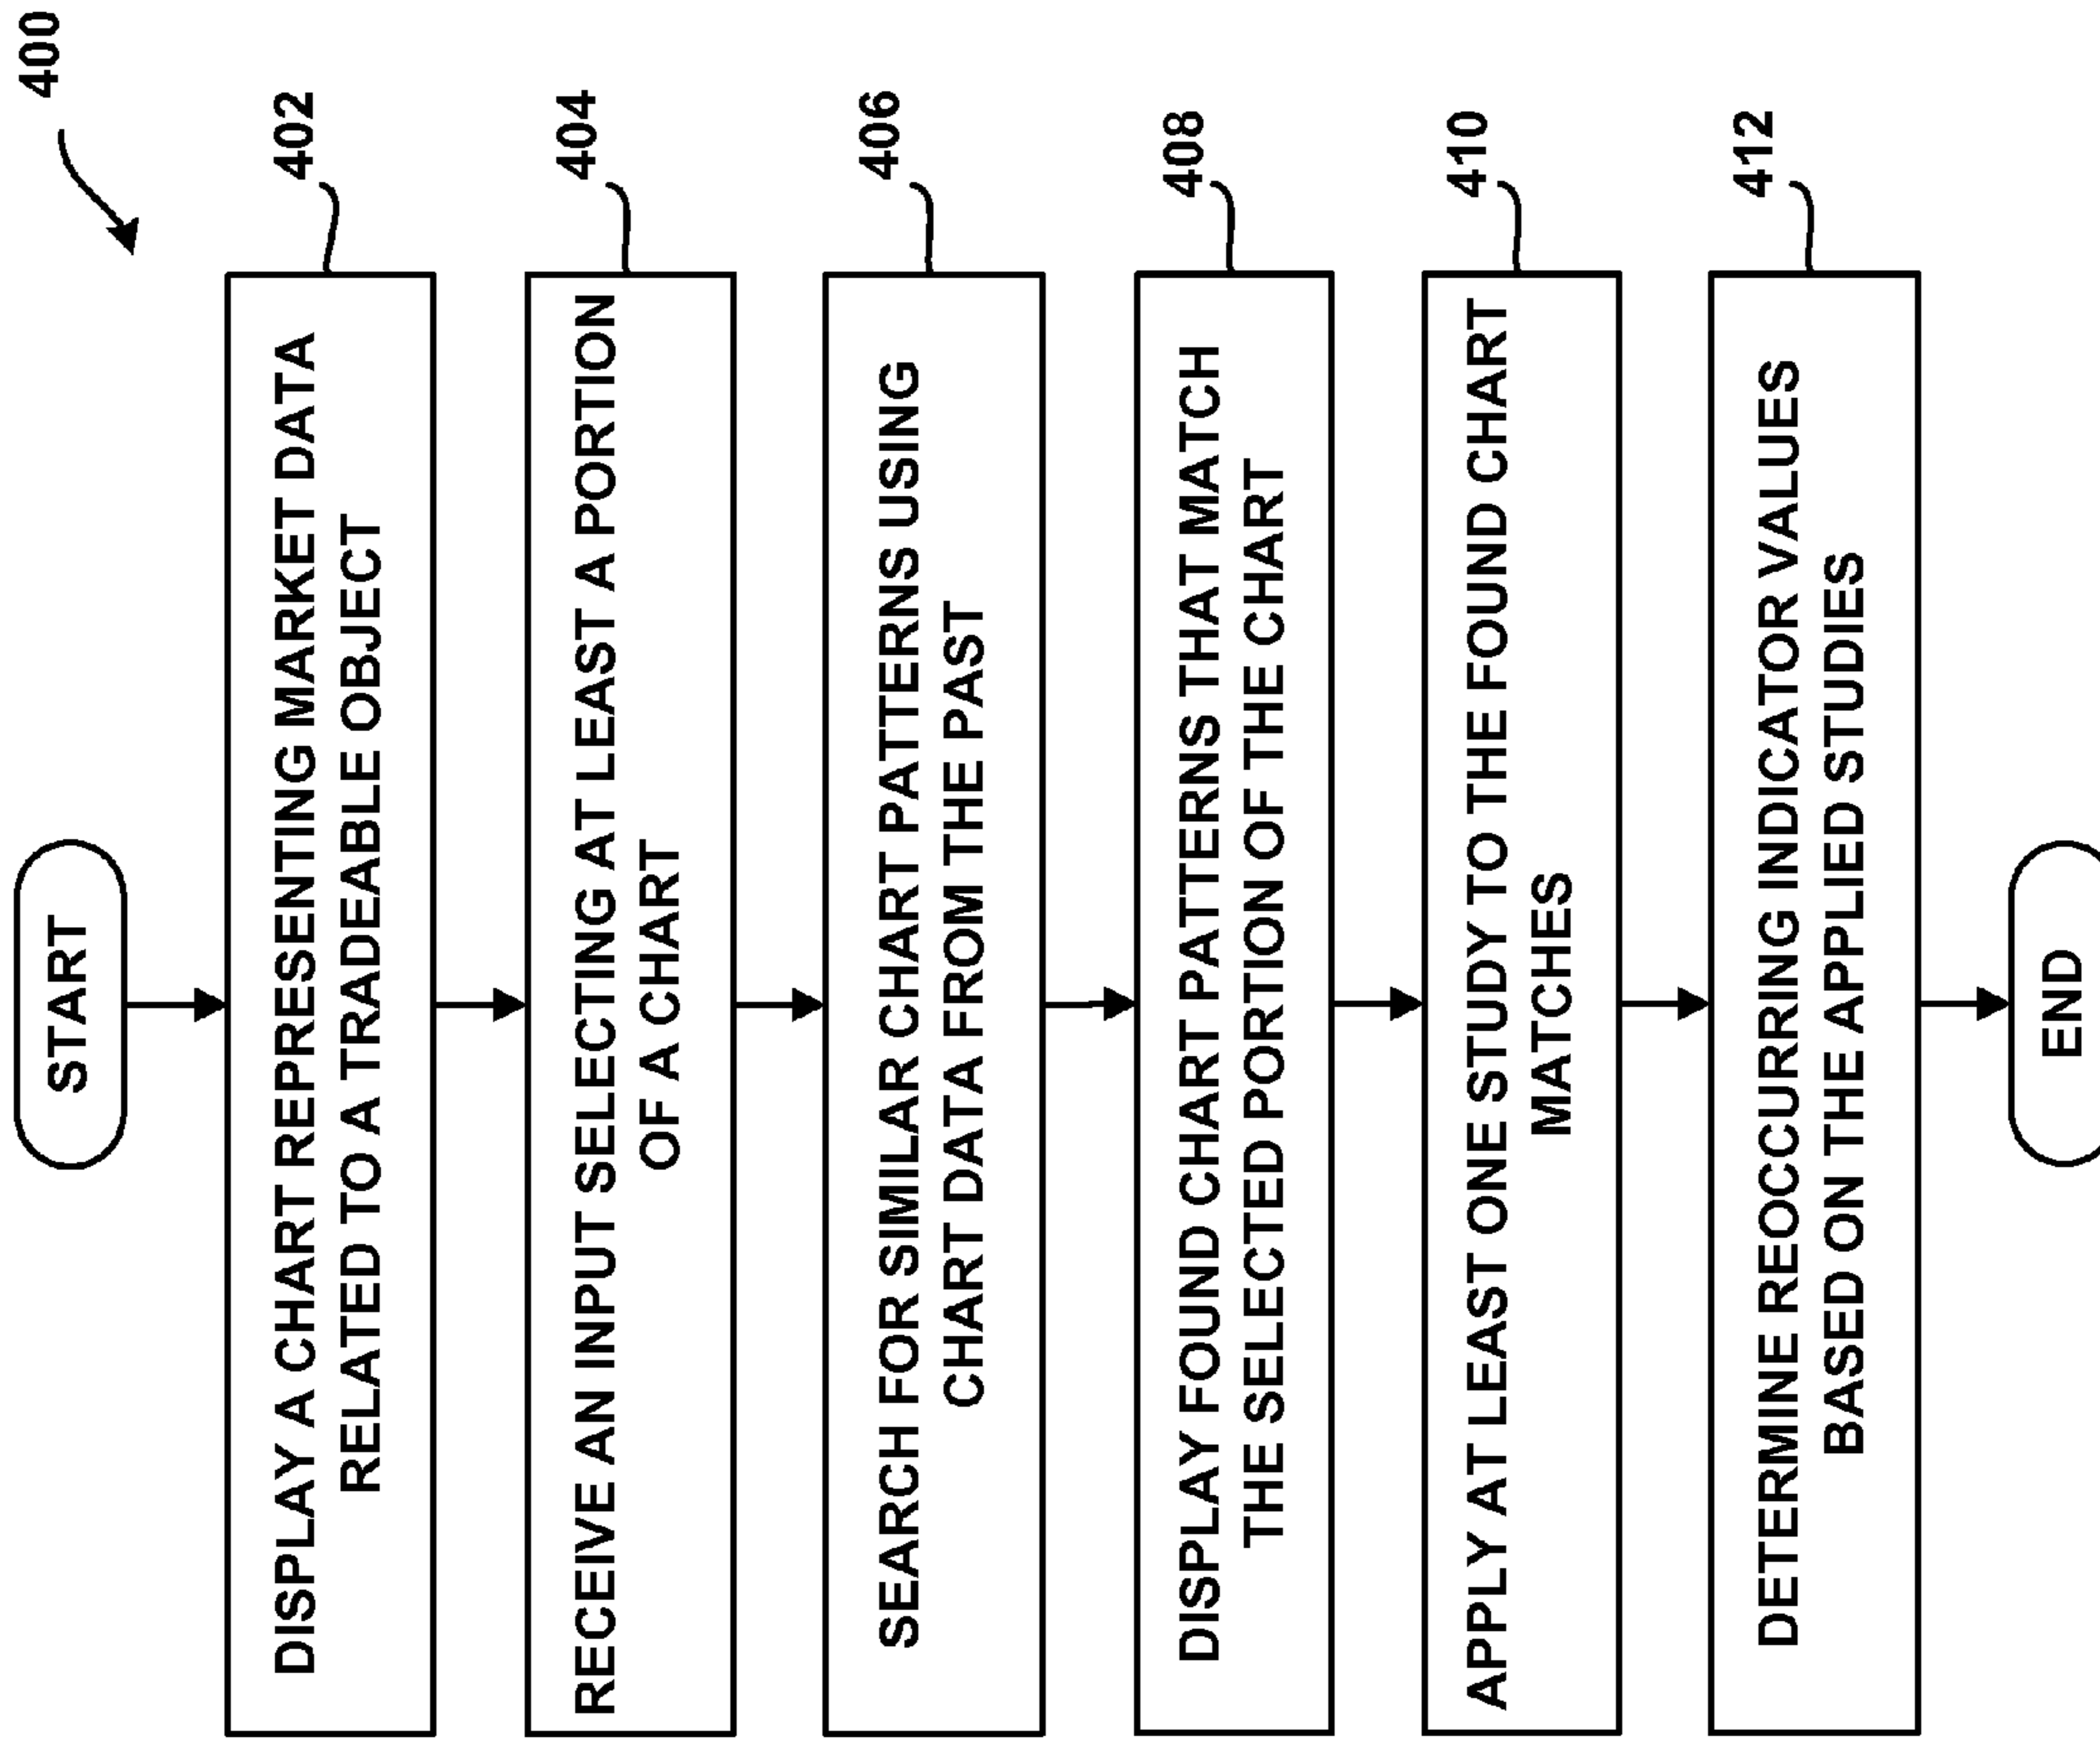 400
START
DISPLAY A CHART REPRESENTING MARKET DATA
RELATED TO A TRADEABLE OBJECT
402
RECEIVE AN INPUT SELECTING AT LEAST A PORTION
OF A CHART
404
SEARCH FOR SIMILAR CHART PATTERNS USING
CHART DATA FROM THE PAST
406
DISPLAY FOUND CHART PATTERNS THAT MATCH
THE SELECTED PORTION OF THE CHART
408
APPLY AT LEAST ONE STUDY TO THE FOUND CHART
MATCHES
410
DETERMINE REOCCURRING INDICATOR VALUES
BASED ON THE APPLIED STUDIES
412
END